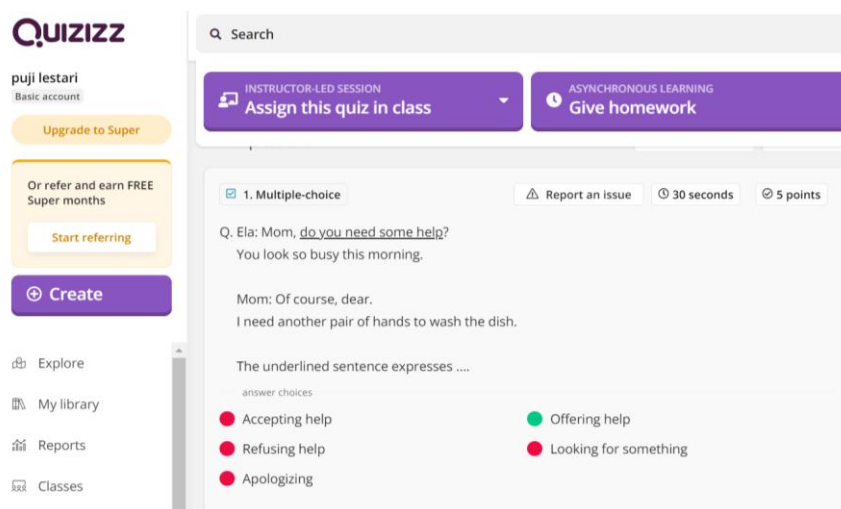 QUIZIZZ
Search
puji lestari
Basic account
Upgrade to Super
Or refer and earn FREE
Super months
Start referring
Create
Explore
My library
Reports
Classes
INSTRUCTOR-LED SESSION
Assign this quiz in class
ASYNCHRONOUS LEARNING
Give homework
1. Multiple-choice
Report an issue
30 seconds
5 points
Q. Ela: Mom, do you need some help?
You look so busy this morning.
Mom: Of course, dear.
I need another pair of hands to wash the dish.
The underlined sentence expresses ....
answer choices
Accepting help
Offering help
Refusing help
Looking for something
Apologizing